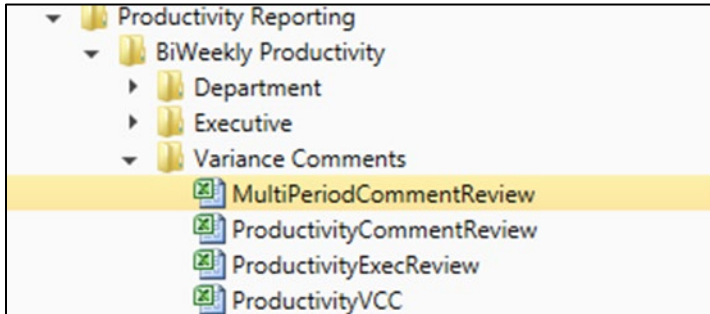 Productivity Reporting
BiWeekly Productivity
Department
Executive
Variance Comments
MultiPeriodCommentReview
ProductivityCommentReview
ProductivityExecReview
ProductivityVCC